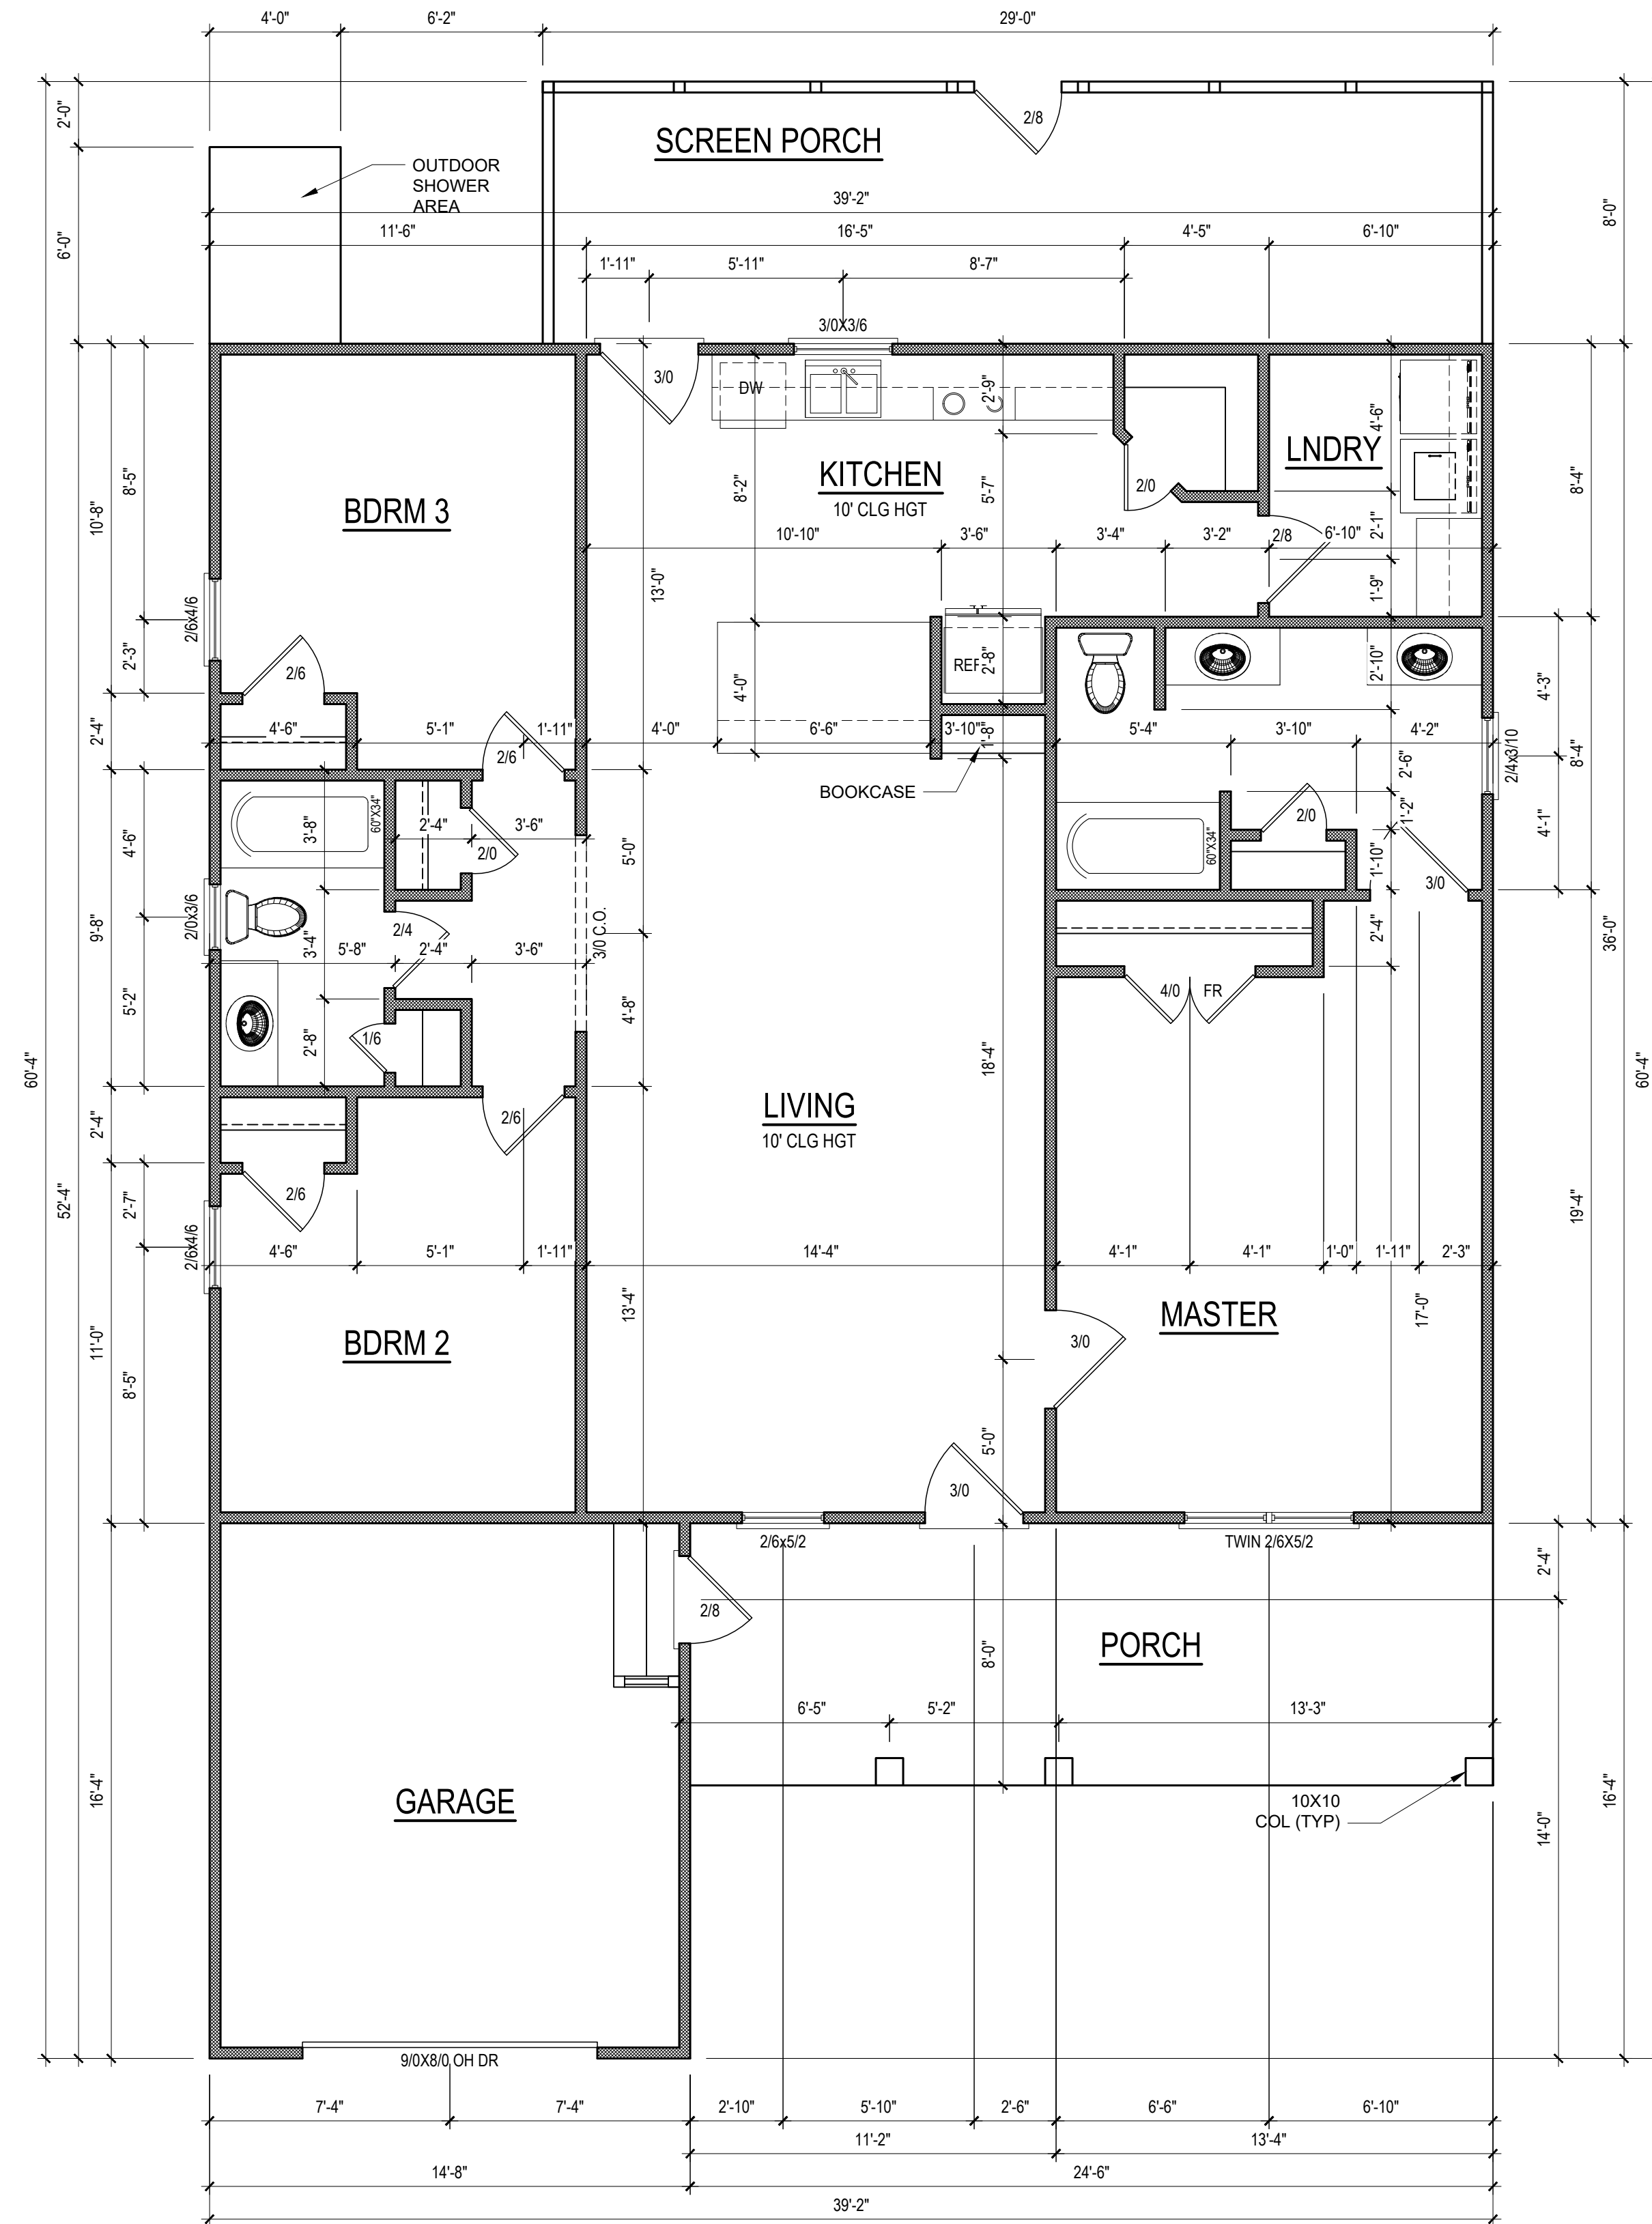 4'-0" 6'-2" 29'-0"
2'-0"
SCREEN PORCH
2/8
OUTDOOR
SHOWER
AREA
39'-2"
6'-0" 8'-0"
11'-6" 16'-5" 4'-5" 6'-10"
1'-11" 5'-11" 8'-7"
3/0X3/6
3/0 DW 2'-9" 4'-6"
LNDRY
KITCHEN
10' CLG HGT
BDRM 3
8'-5" 10'-8" 8'-2" 5'-7" 2/0 8'-4"
10'-10" 3'-6" 3'-4" 3'-2" 2/8 6'-10" 2'-1"
13'-0" 1'-9"
2/6x4/6
2'-3" 2/6 4'-0" REF 2'-8" 2'-10" 4'-3"
2'-4" 4'-6" 5'-1" 1'-11" 4'-0" 6'-6" 3'-10" 1'-8" 5'-4" 3'-10" 4'-2"
2/6 2'-6" 2/4x3/10 8'-4"
BOOKCASE
4'-6" 3'-8" 60"X34" 2'-4" 3'-6" 2/0 1'-2" 4'-1"
2/0 5'-0" 60"X34" 1'-10" 3/0
9'-8" 2/0x3/6 3'-4" 2/4 3/0 C.O. 2'-4" 36'-0"
5'-8" 2'-4" 3'-6"
5'-2" 2'-8" 1/6 4'-8" 4/0 FR
60'-4" 18'-4" 60'-4"
LIVING
10' CLG HGT
2'-4" 2/6
52'-4" 2'-7" 2/6 19'-4"
2/6x4/6 4'-6" 5'-1" 1'-11" 14'-4" 4'-1" 4'-1" 1'-0" 1'-11" 2'-3"
13'-4" 17'-0"
MASTER
BDRM 2
11'-0" 8'-5" 3/0
5'-0"
3/0
2/6x5/2 TWIN 2/6X5/2
2'-4"
2/8
PORCH
8'-0"
6'-5" 5'-2" 13'-3"
GARAGE
16'-4" 16'-4"
10X10
COL (TYP)
14'-0"
9/0X8/0 OH DR
7'-4" 7'-4" 2'-10" 5'-10" 2'-6" 6'-6" 6'-10"
11'-2" 13'-4"
14'-8" 24'-6"
39'-2"